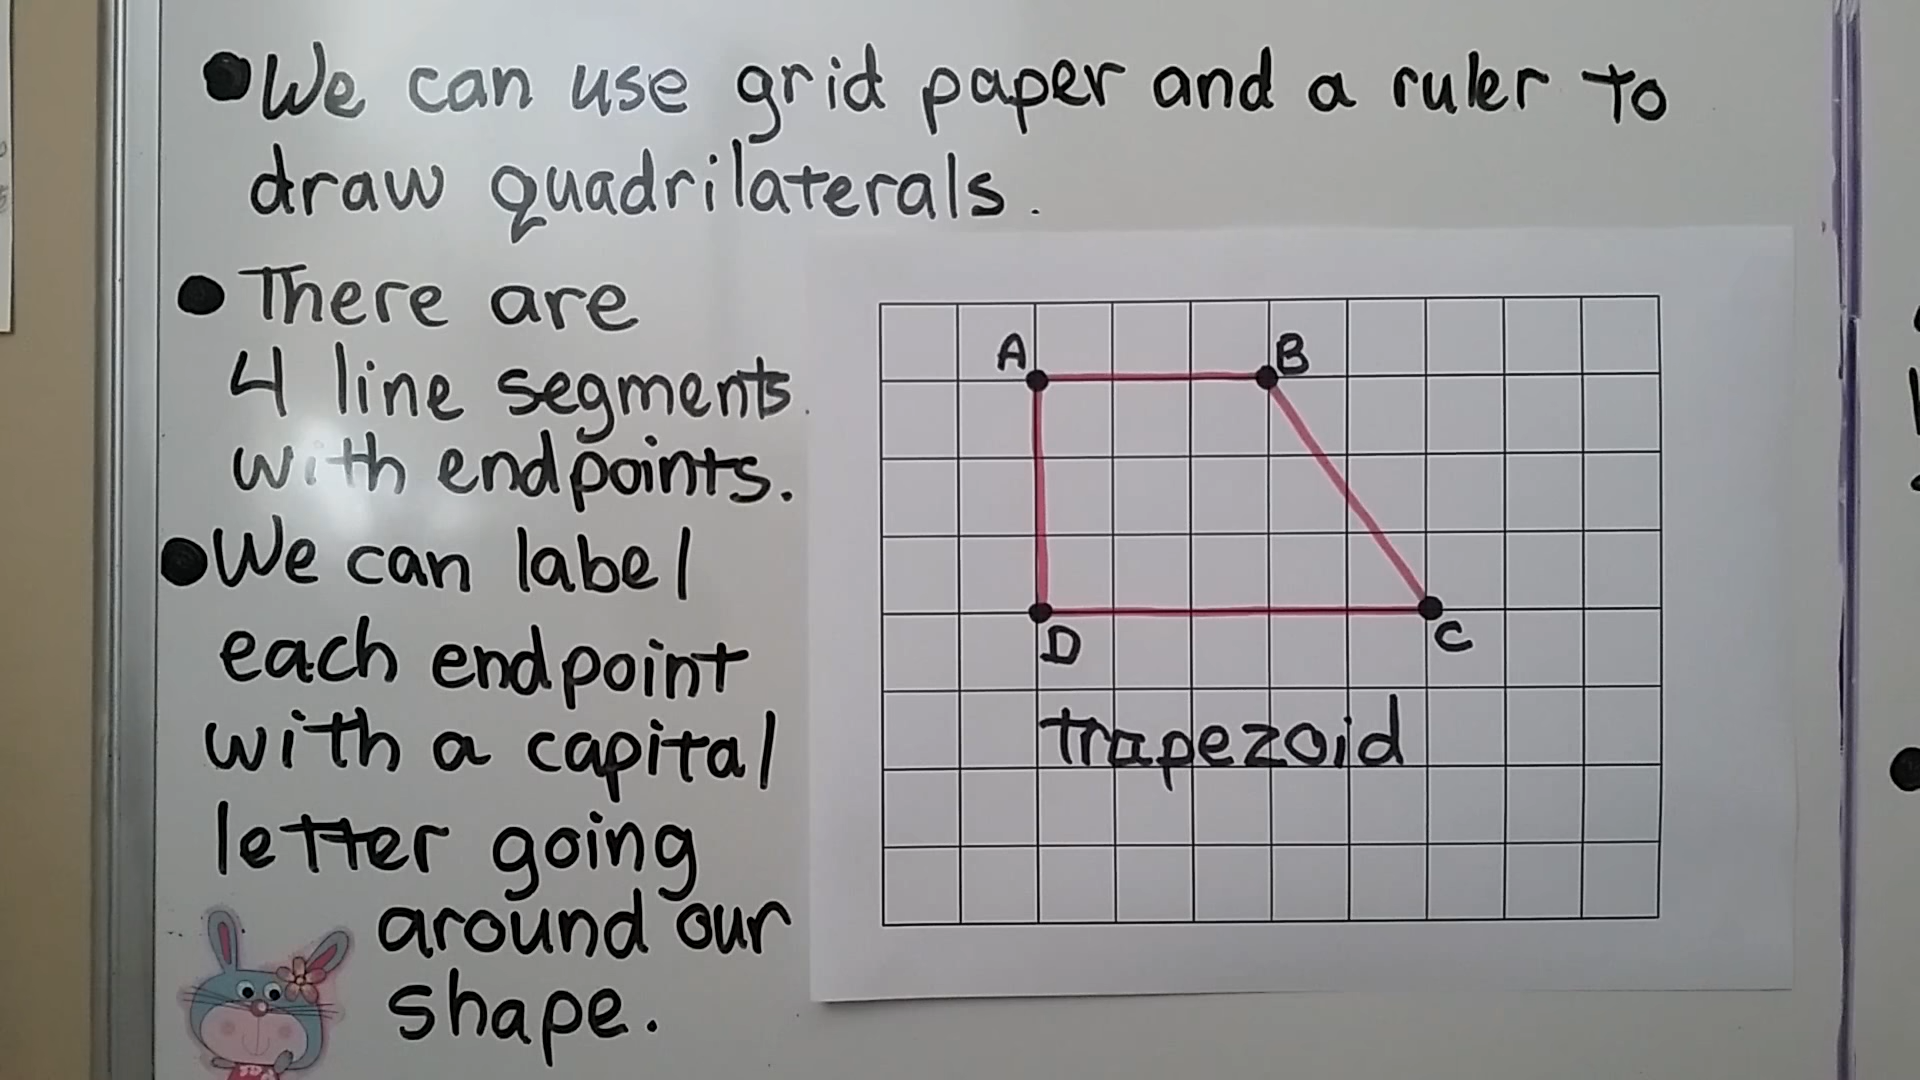 We can use grid paper and a ruler to
draw quadrilaterals.
There are
4 line segments
with endpoints.
We can label
each endpoint
with a capital
letter going
around our
shape.
A
B
D
C
trapezoid